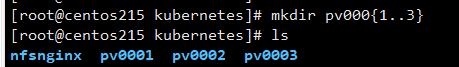 [root@centos215 kubernetes]# mkdir pv000{1..3}
[root@centos215 kubernetes]# ls
nfsnginx  pv0001  pv0002  pv0003